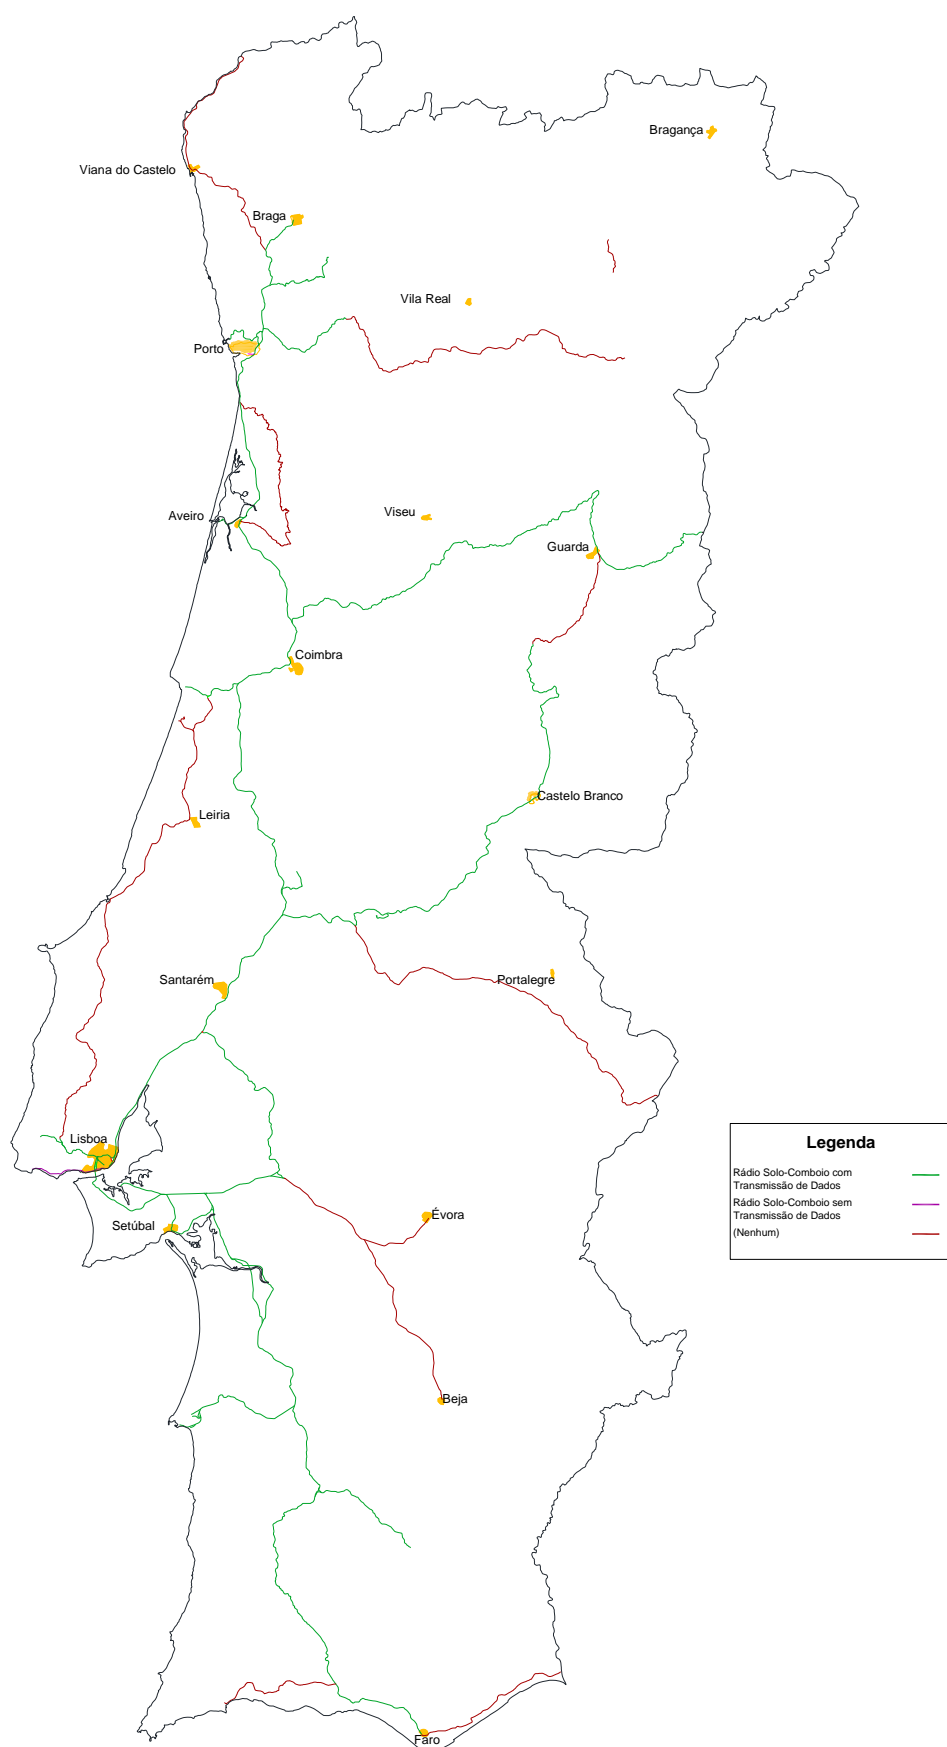 Bragança
Viana do Castelo
Braga
Vila Real
Porto
Viseu
Aveiro
Guarda
Coimbra
Castelo Branco
Leiria
Portalegre
Santarém
Lisboa
Legenda
Rádio Solo-Comboio com
Transmissão de Dados
Rádio Solo-Comboio sem
Transmissão de Dados
(Nenhum)
Évora
Setúbal
Beja
Faro